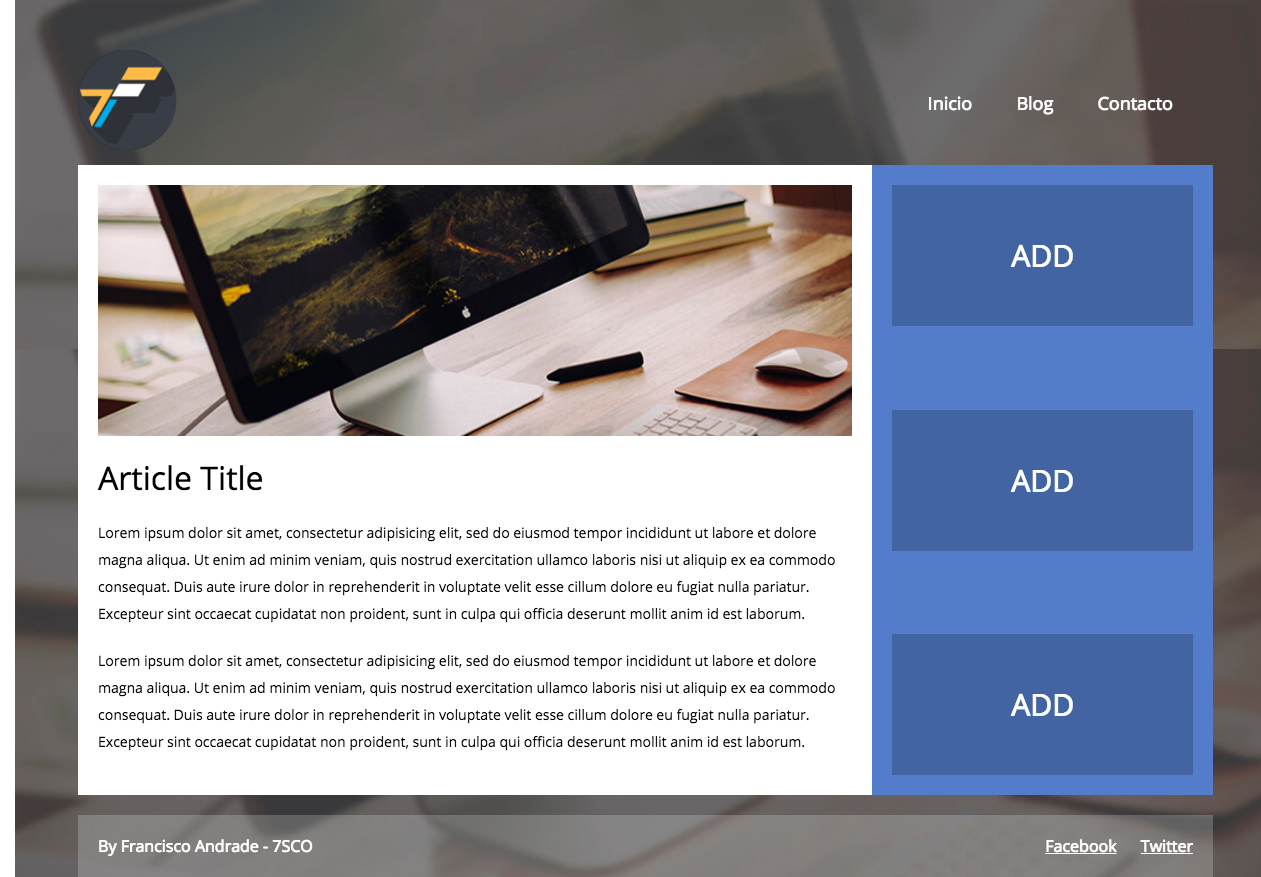 Inicio Blog Contacto
ADD
Article Title
ADD
Lorem ipsum dolor sit amet, consectetur adipisicing elit, sed do eiusmod tempor incididunt ut labore et dolore
magna aliqua. Ut enim ad minim veniam, quis nostrud exercitation ullamco laboris nisi ut aliquip ex ea commodo
consequat. Duis aute irure dolor in reprehenderit in voluptate velit esse cillum dolore eu fugiat nulla pariatur.
Excepteur sint occaecat cupidatat non proident, sunt in culpa qui officia deserunt mollit anim id est laborum.
Lorem ipsum dolor sit amet, consectetur adipisicing elit, sed do eiusmod tempor incididunt ut labore et dolore
magna aliqua. Ut enim ad minim veniam, quis nostrud exercitation ullamco laboris nisi ut aliquip ex ea commodo
consequat. Duis aute irure dolor in reprehenderit in voluptate velit esse cillum dolore eu fugiat nulla pariatur.
Excepteur sint occaecat cupidatat non proident, sunt in culpa qui officia deserunt mollit anim id est laborum.
ADD
By Francisco Andrade - 7SCO
Facebook Twitter